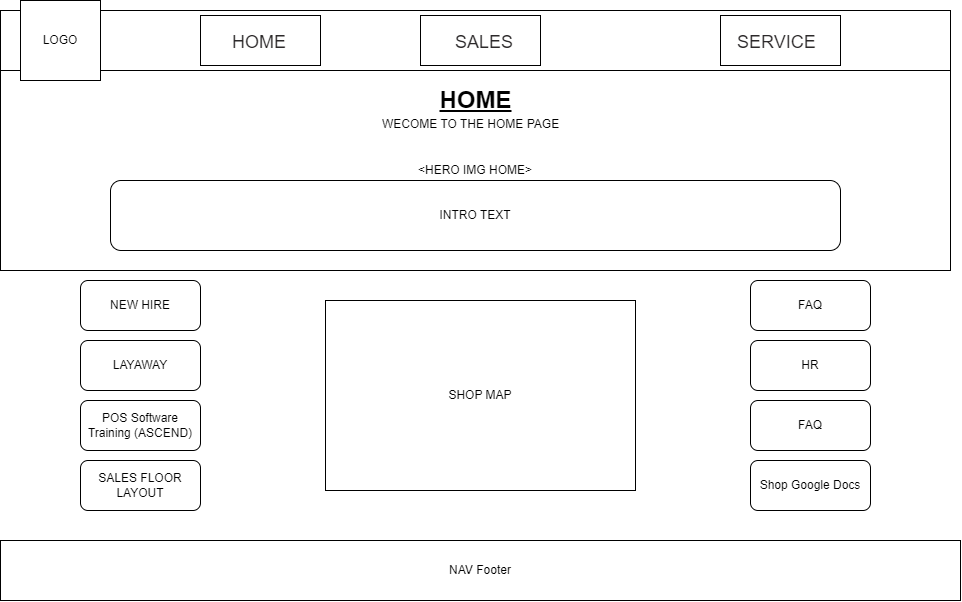 LOGO
HOME
SALES
SERVICE
HOME
WECOME TO THE HOME PAGE
<HERO IMG HOME>
INTRO TEXT
NEW HIRE
LAYAWAY
POS Software
Training (ASCEND)
SALES FLOOR
LAYOUT
SHOP MAP
FAQ
HR
FAQ
Shop Google Docs
NAV Footer